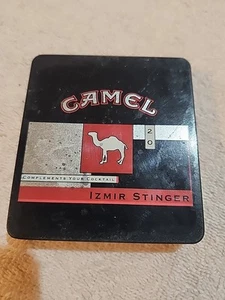 CAMEL
20
COMPLEMENTS YOUR COCKTAIL
IZMIR STINGER